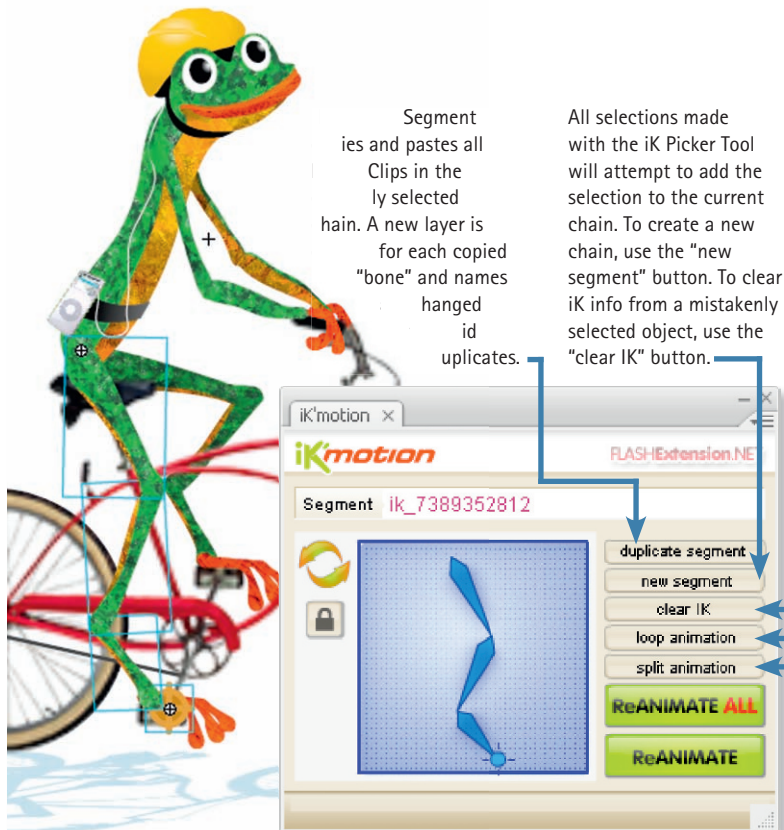 Segment
ies and pastes all
Clips in the
ly selected
hain. A new layer is
for each copied
"bone" and names
hanged
id
uplicates.
All selections made
with the iK Picker Tool
will attempt to add the
selection to the current
chain. To create a new
chain, use the "new
segment" button. To clear
iK info from a mistakenly
selected object, use the
"clear IK" button.
iK'motion
iK'motion
FLASHExtension.NET
Segment ik_7389352812
duplicate segment
new segment
clear IK
loop animation
split animation
ReANIMATE ALL
ReANIMATE